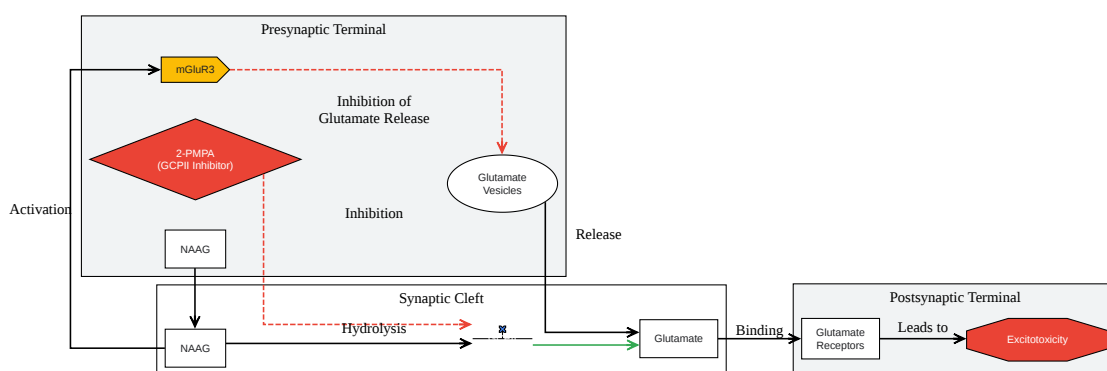 Presynaptic Terminal
mGluR3
Inhibition of
Glutamate Release
2-PMPA
(GCPII Inhibitor)
Glutamate
Vesicles
Activation
Inhibition
NAAG
Release
Synaptic Cleft
Postsynaptic Terminal
Hydrolysis
NAAG
Glutamate
Binding
Glutamate
Receptors
Leads to
Excitotoxicity